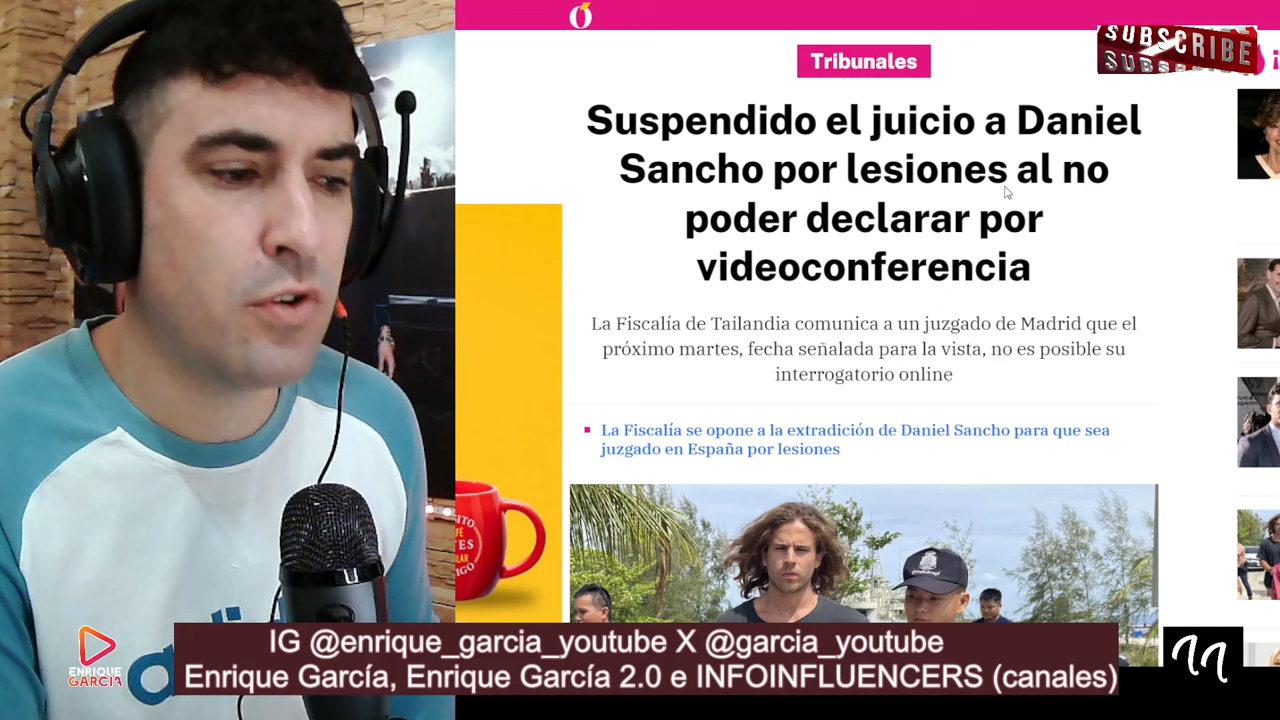 Ó
SUBSCRIBE
Tribunales
Suspendido el juicio a Daniel
Sancho por lesiones al no
poder declarar por
videoconferencia
La Fiscalía de Tailandia comunica a un juzgado de Madrid que el
próximo martes, fecha señalada para la vista, no es posible su
interrogatorio online
La Fiscalía se opone a la extradición de Daniel Sancho para que sea
juzgado en España por lesiones
IG @enrique_garcia_youtube X @garcia_youtube
Enrique García, Enrique García 2.0 e INFOINFLUENCERS (canales)
ENRIQUE
GARCÍA